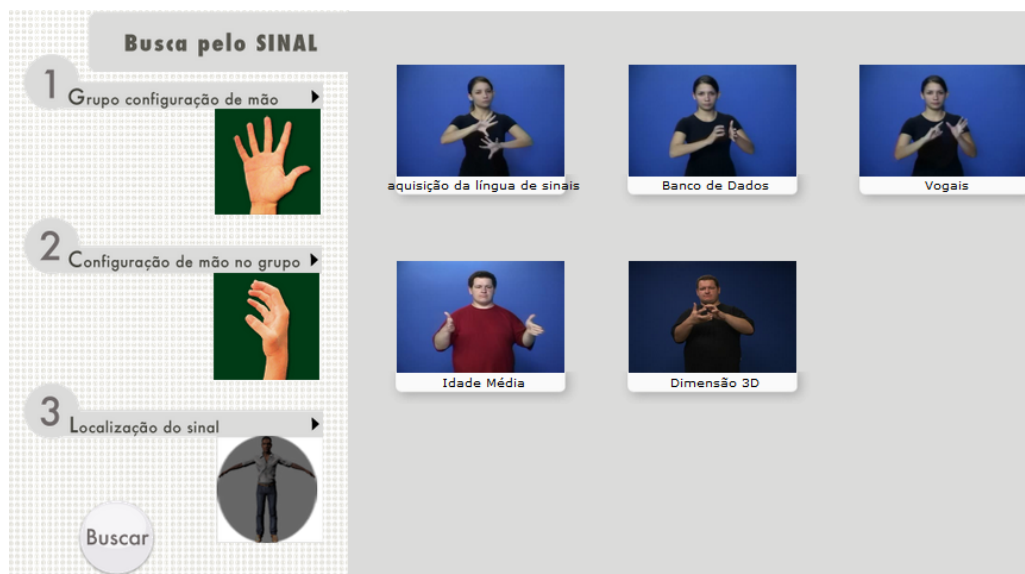 Busca pelo SINAL
1
Grupo configuração de mão
2
Configuração de mão no grupo
3
Localização do sinal
Buscar
aquisição da língua de sinais
Banco de Dados
Vogais
Idade Média
Dimensão 3D